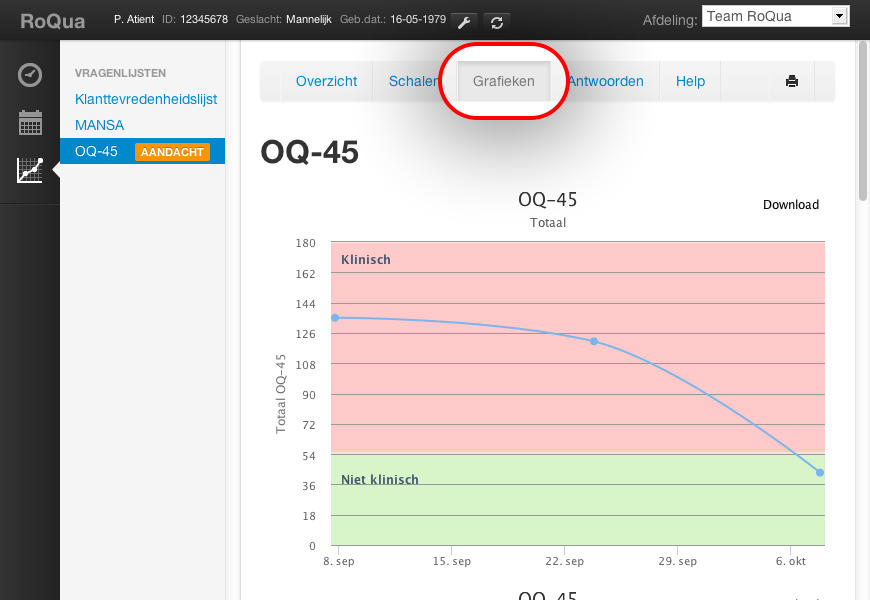 RoQua P. Atient ID: 12345678 Geslacht: Mannelijk Geb.dat.: 16-05-1979 Afdeling: Team RoQua
VRAGENLIJSTEN
Klanttevredenheidslijst
MANSA
OQ-45 AANDACHT
Overzicht Schalen Grafieken Antwoorden Help
OQ-45
OQ-45
Totaal
Download
Totaal OQ-45
180
162
144
126
108
90
72
54
36
18
0
Klinisch
Niet klinisch
8. sep 15. sep 22. sep 29. sep 6. okt
OQ-45